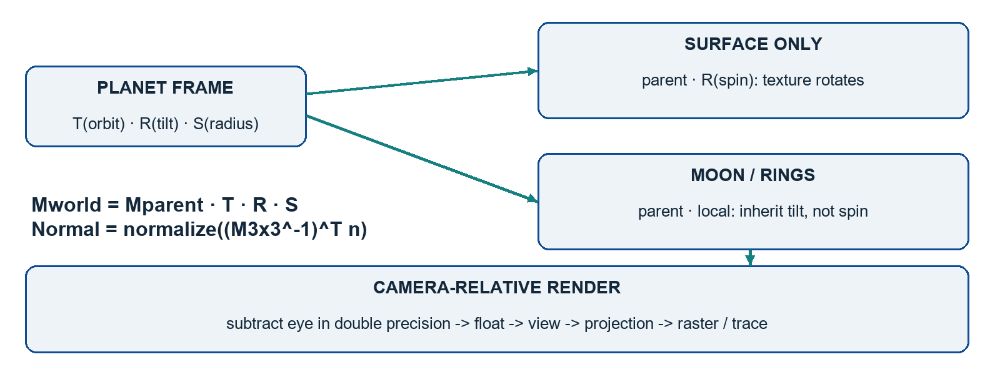 PLANET FRAME
T(orbit) · R(tilt) · S(radius)
SURFACE ONLY
parent · R(spin): texture rotates
MOON / RINGS
parent · local: inherit tilt, not spin
Mworld = Mparent · T · R · S
Normal = normalize((M3x3^-1)^T n)
CAMERA-RELATIVE RENDER
subtract eye in double precision -> float -> view -> projection -> raster / trace